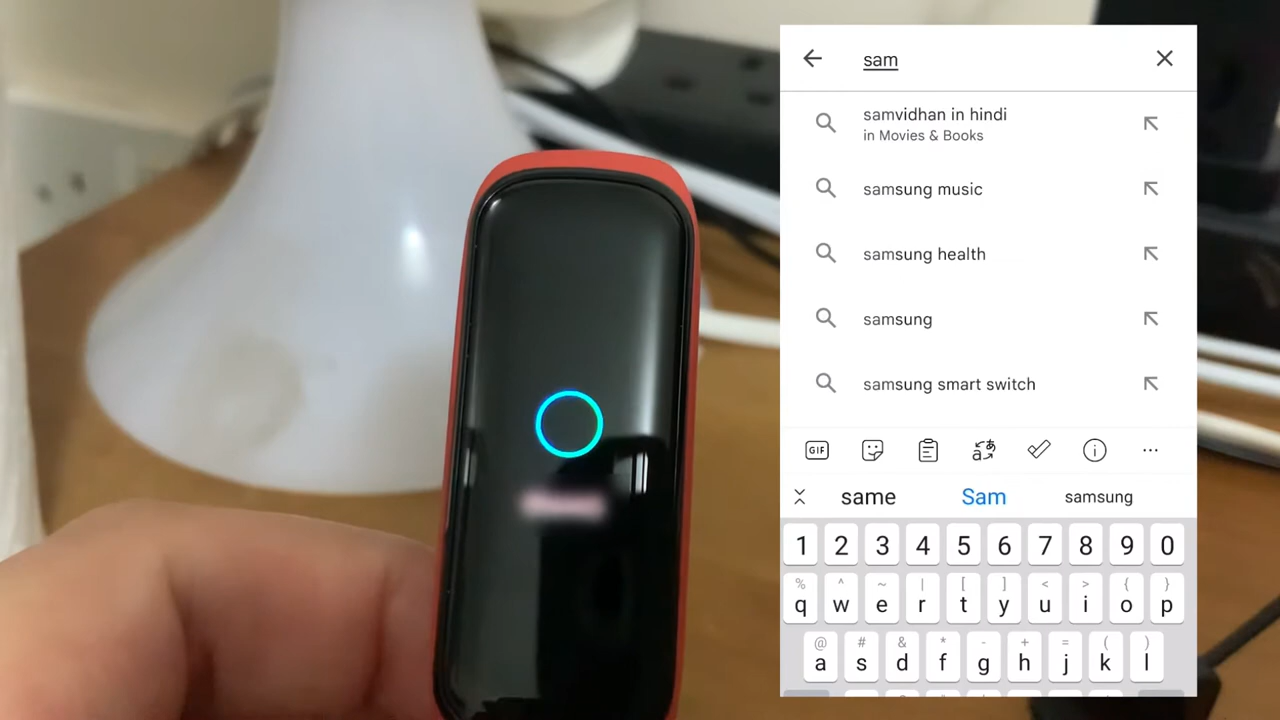 sam
samvidhan in hindi
in Movies & Books
samsung music
samsung health
samsung
samsung smart switch
GIF
same Sam samsung
1 2 3 4 5 6 7 8 9 0
% ^ ~ | [ ] < > { }
q w e r t y u i o p
@ # & * - + = ( )
a s d f g h j k l